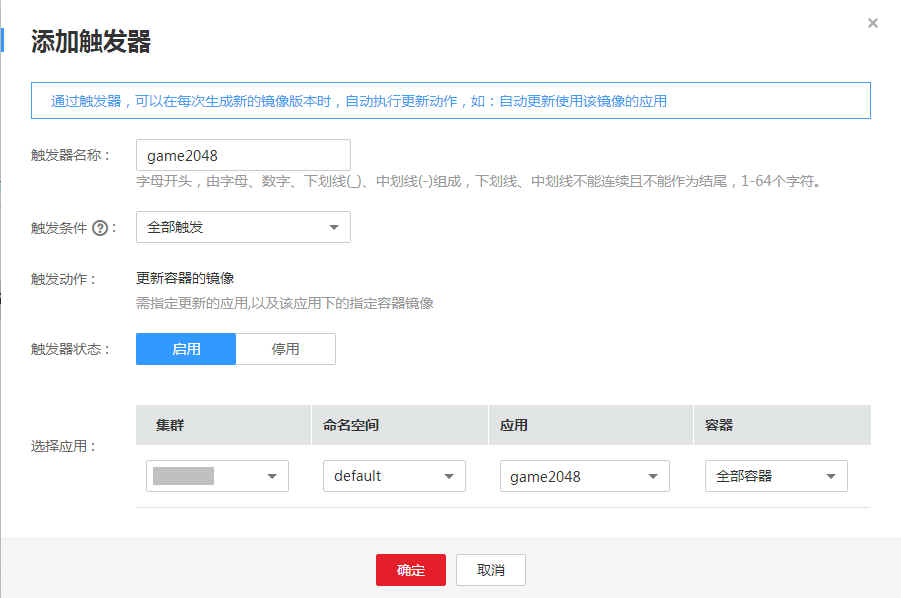 添加触发器
通过触发器，可以在每次生成新的镜像版本时，自动执行更新动作，如：自动更新使用该镜像的应用
触发器名称： game2048
字母开头，由字母、数字、下划线(_)、中划线(-)组成，下划线、中划线不能连续且不能作为结尾，1-64个字符。
触发条件 ?： 全部触发
触发动作： 更新容器的镜像
需指定更新的应用,以及该应用下的指定容器镜像
触发器状态： 启用 停用
集群 命名空间 应用 容器
选择应用：
default game2048 全部容器
确定 取消